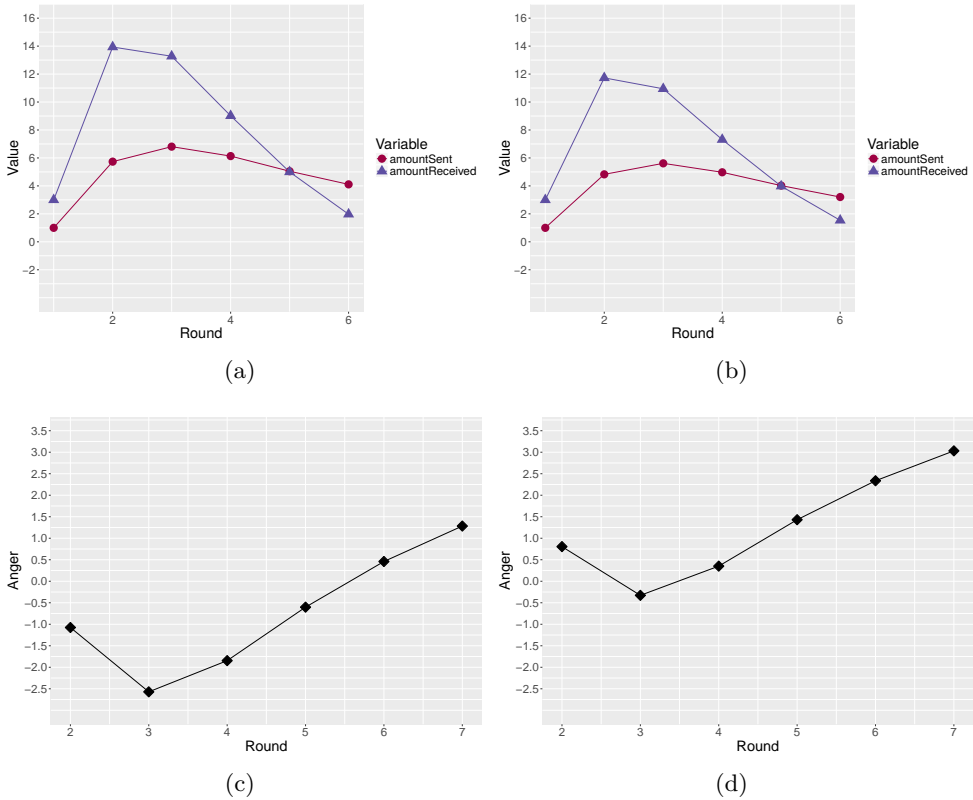 16
14
12
10
8
6
4
2
0
−2
Value
2 4 6
Round
Variable
amountSent
amountReceived
(a)
16
14
12
10
8
6
4
2
0
−2
Value
2 4 6
Round
Variable
amountSent
amountReceived
(b)
3.5
3.0
2.5
2.0
1.5
1.0
0.5
0.0
−0.5
−1.0
−1.5
−2.0
−2.5
Anger
2 3 4 5 6 7
Round
(c)
3.5
3.0
2.5
2.0
1.5
1.0
0.5
0.0
−0.5
−1.0
−1.5
−2.0
−2.5
Anger
2 3 4 5 6 7
Round
(d)